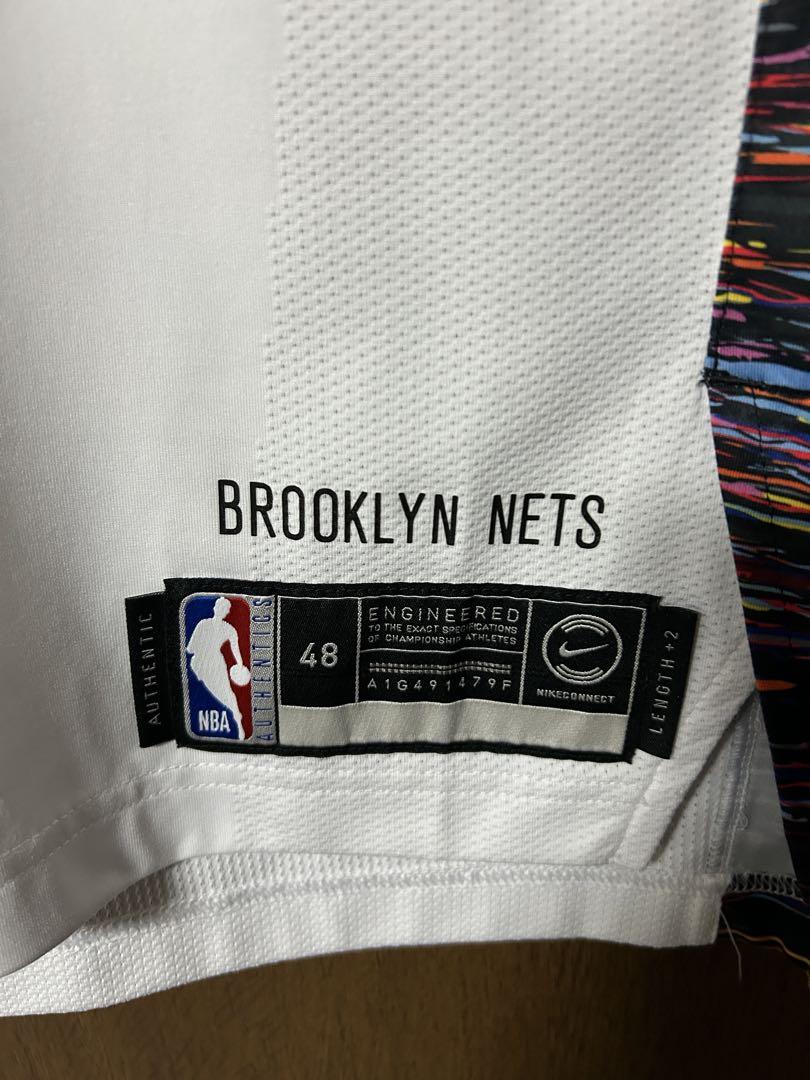 BROOKLYN NETS
AUTHENTIC
NBA
AUTHENTICS
48
ENGINEERED
TO THE EXACT SPECIFICATIONS
OF CHAMPIONSHIP ATHLETES
A1G491479F
NIKECONNECT
LENGTH +2